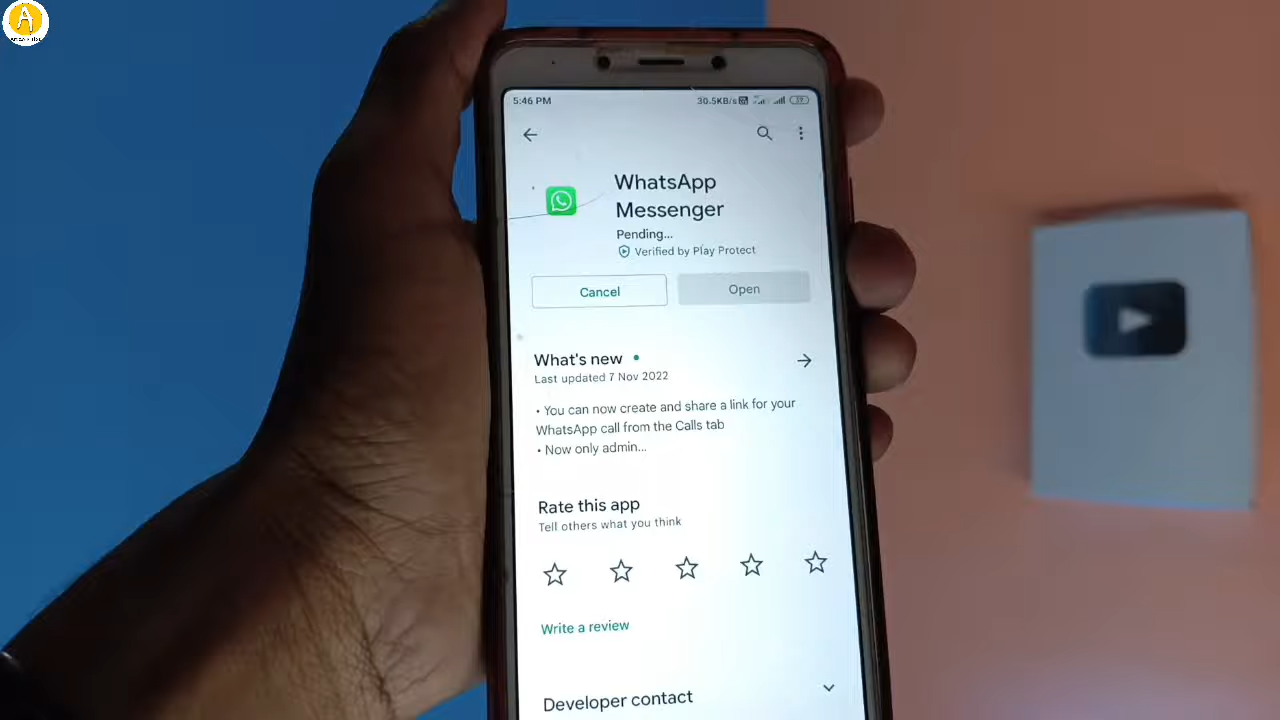 5:46 PM
30.5KB/s
WhatsApp
Messenger
Pending...
Verified by Play Protect
Cancel
Open
What's new
Last updated 7 Nov 2022
• You can now create and share a link for your
WhatsApp call from the Calls tab
• Now only admin...
Rate this app
Tell others what you think
Write a review
Developer contact